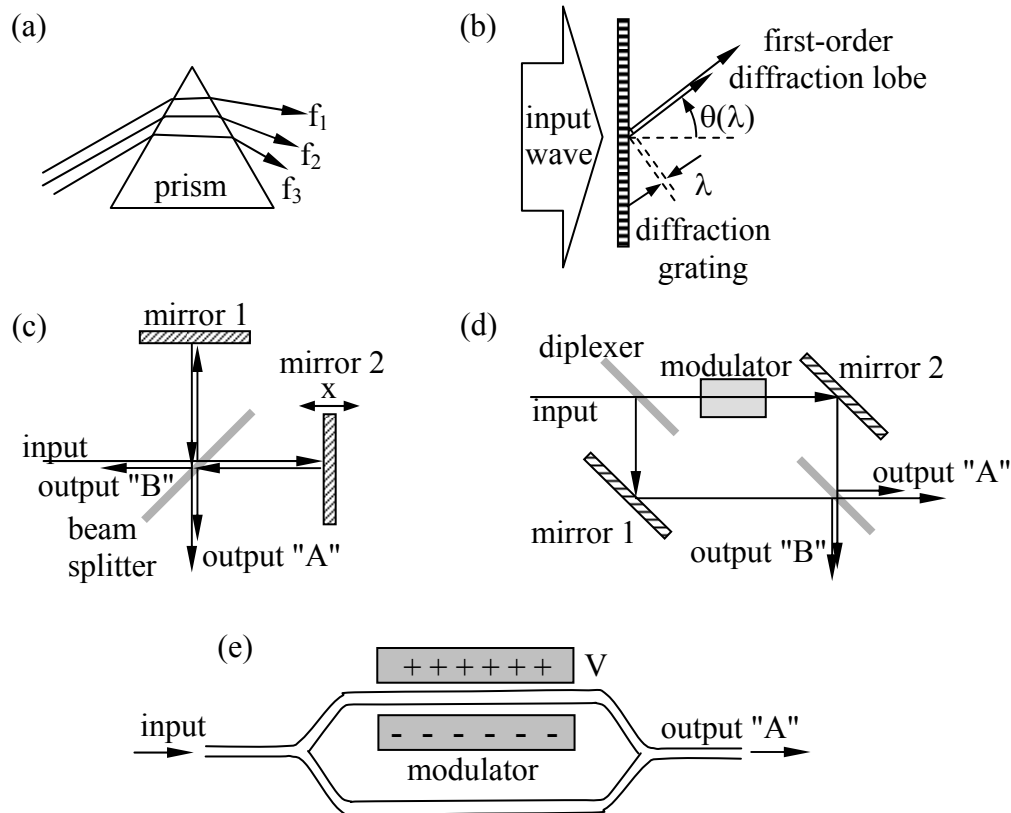 (a)
f₁
f₂
f₃
prism
(b)
first-order
diffraction lobe
input
wave
θ(λ)
λ
diffraction
grating
(c)
mirror 1
mirror 2
x
input
output "B"
beam
splitter
output "A"
(d)
diplexer
modulator
mirror 2
input
mirror 1
output "A"
output "B"
(e)
+ + + + + +
V
input
- - - - - -
modulator
output "A"